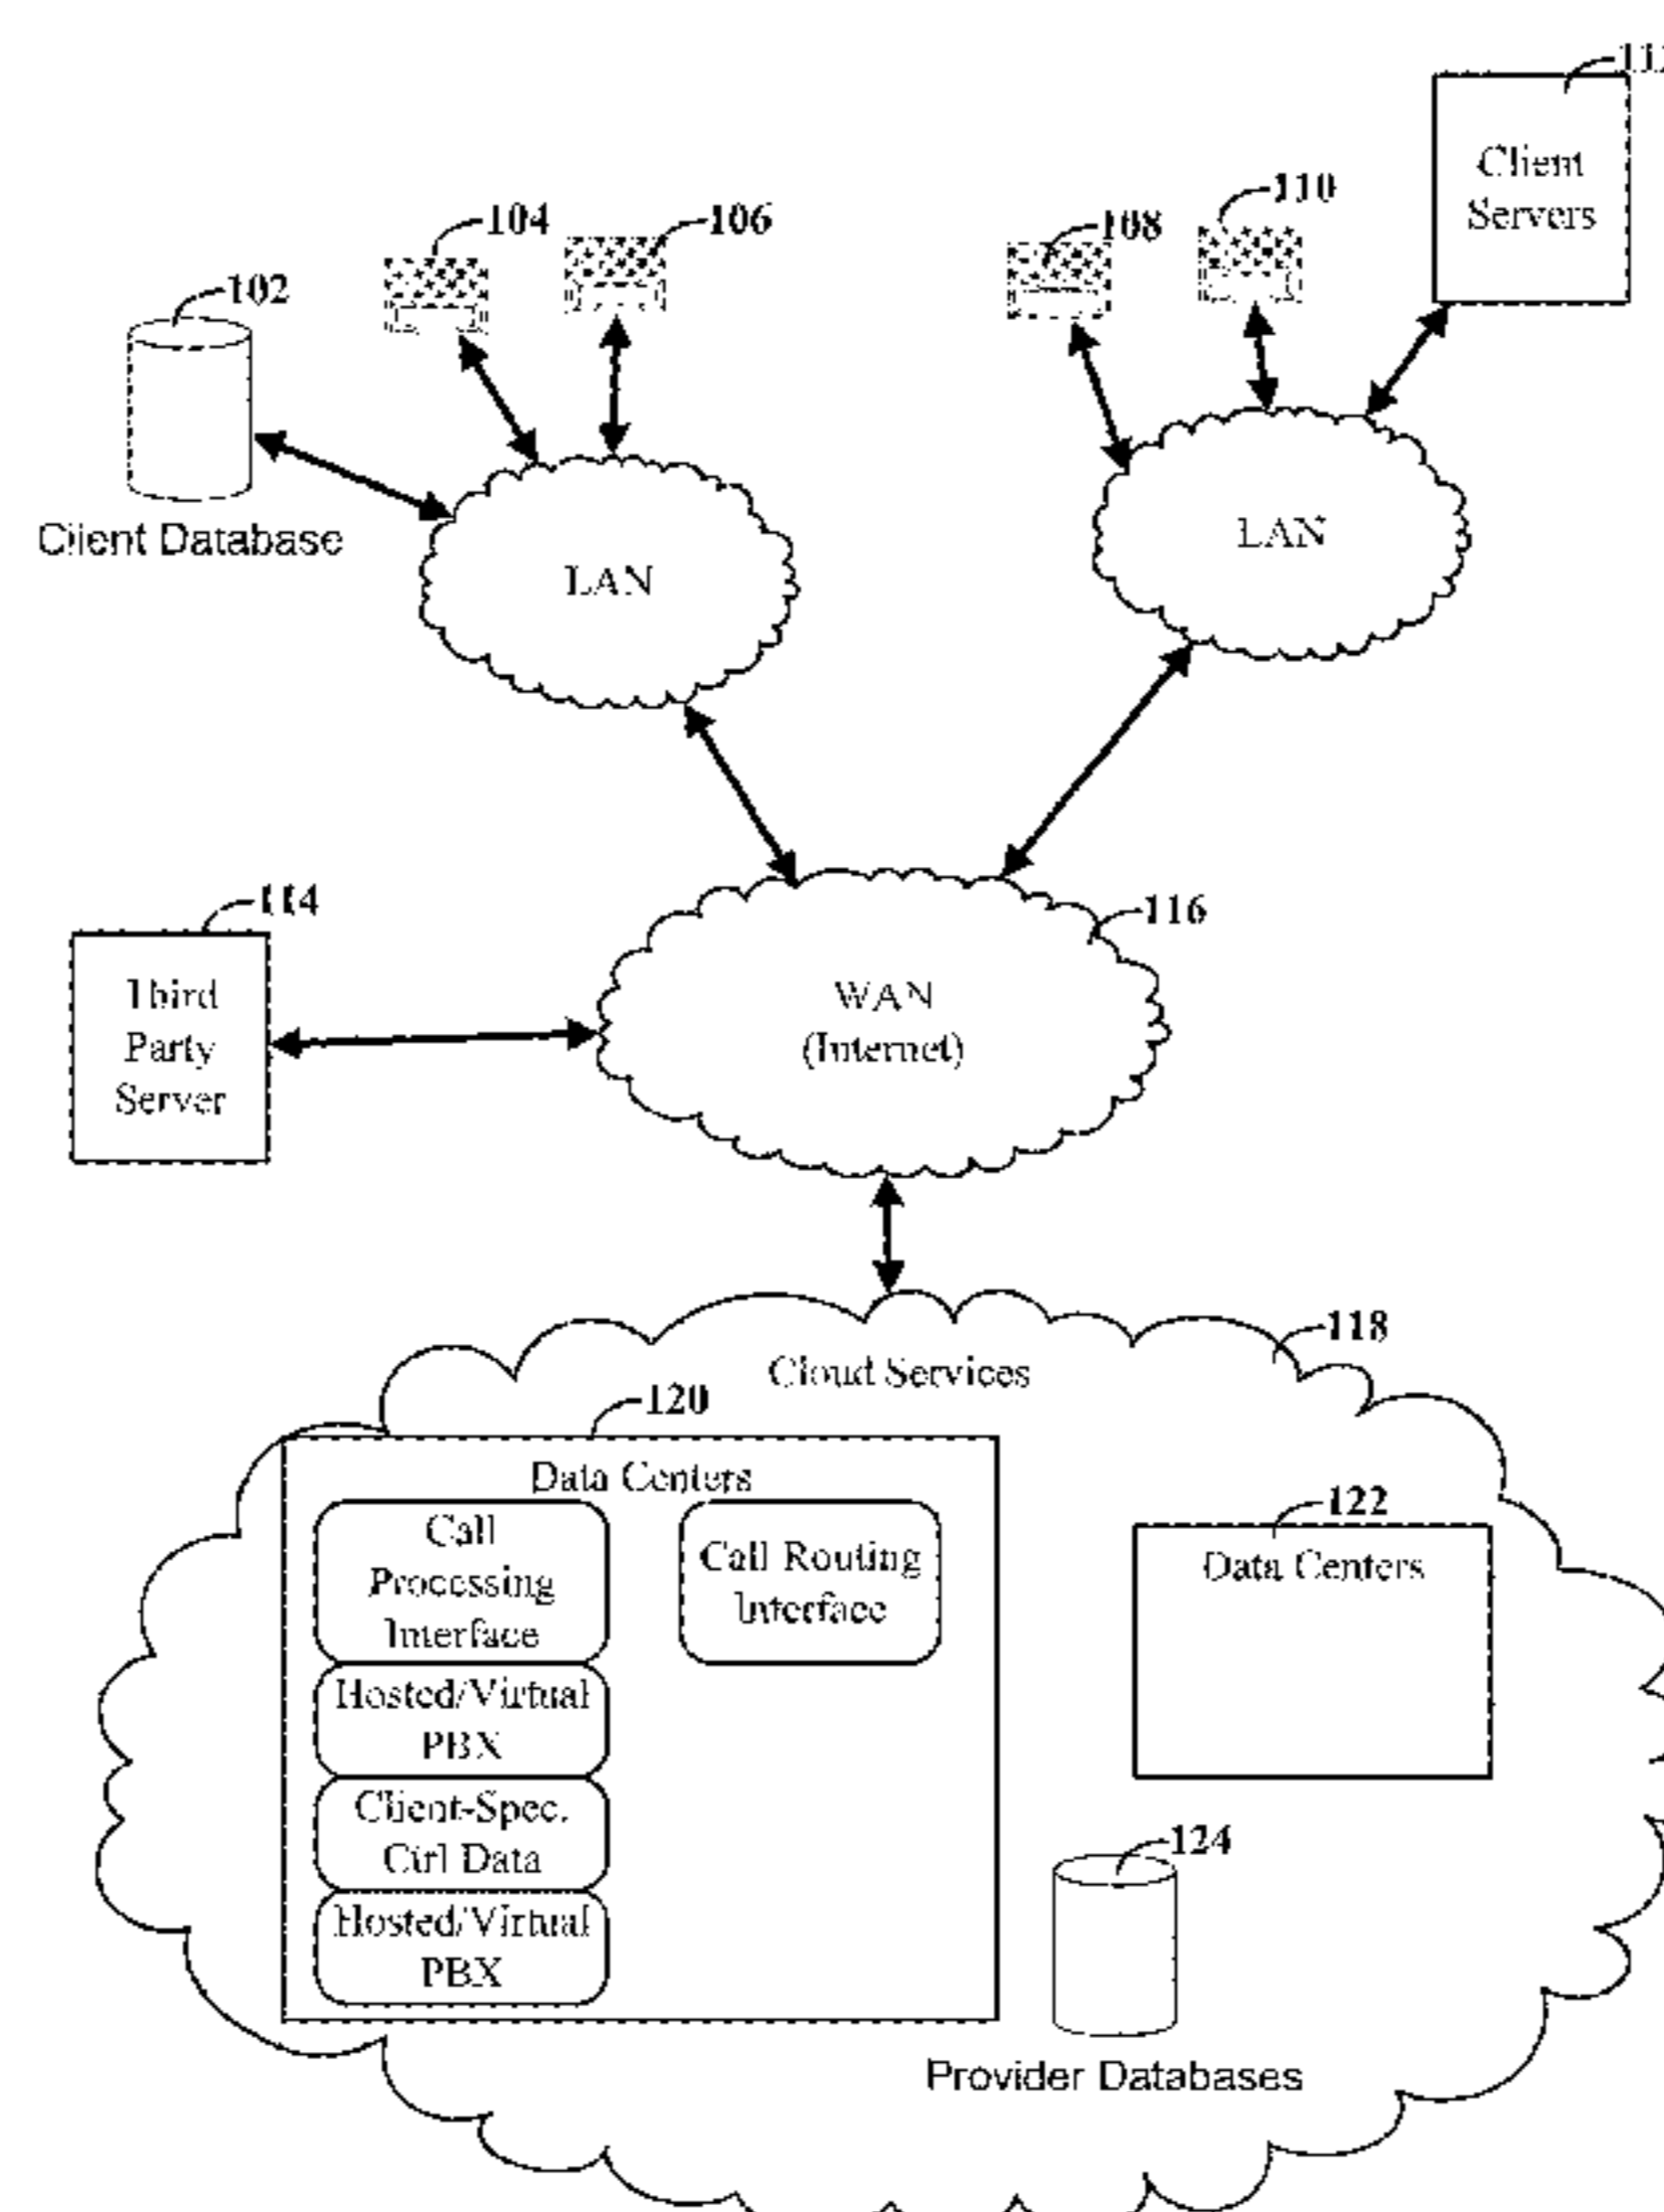 Client
Servers
110
104
106
108
102
Client Database
LAN
LAN
114
116
Third
Party
Server
WAN
(Internet)
118
Cloud Services
120
Data Centers
Call
Processing
Interface
Call Routing
Interface
122
Data Centers
Hosted/Virtual
PBX
Client-Spec.
Ctrl Data
124
Hosted/Virtual
PBX
Provider Databases